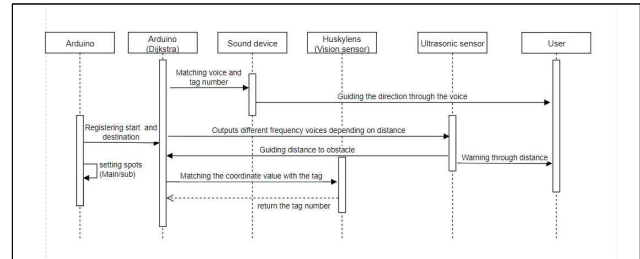 Arduino
Arduino
(Dijkstra)
Sound device
Huskylens
(Vision sensor)
Ultrasonic sensor
User
Matching voice and
tag number
Guiding the direction through the voice
Registering start and
destination
Outputs different frequency voices depending on distance
Guiding distance to obstacle
Warning through distance
setting spots
(Main/sub)
Matching the coordinate value with the tag
return the tag number